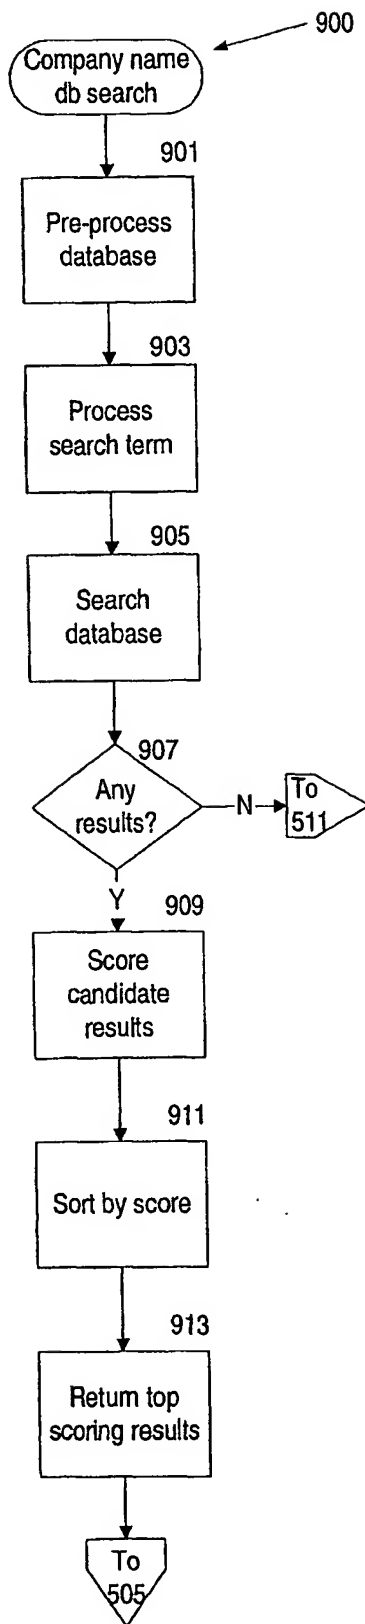 900
Company name
db search
901
Pre-process
database
903
Process
search term
905
Search
database
907
Any
results?
N
To
511
Y
909
Score
candidate
results
911
Sort by score
913
Return top
scoring results
To
505